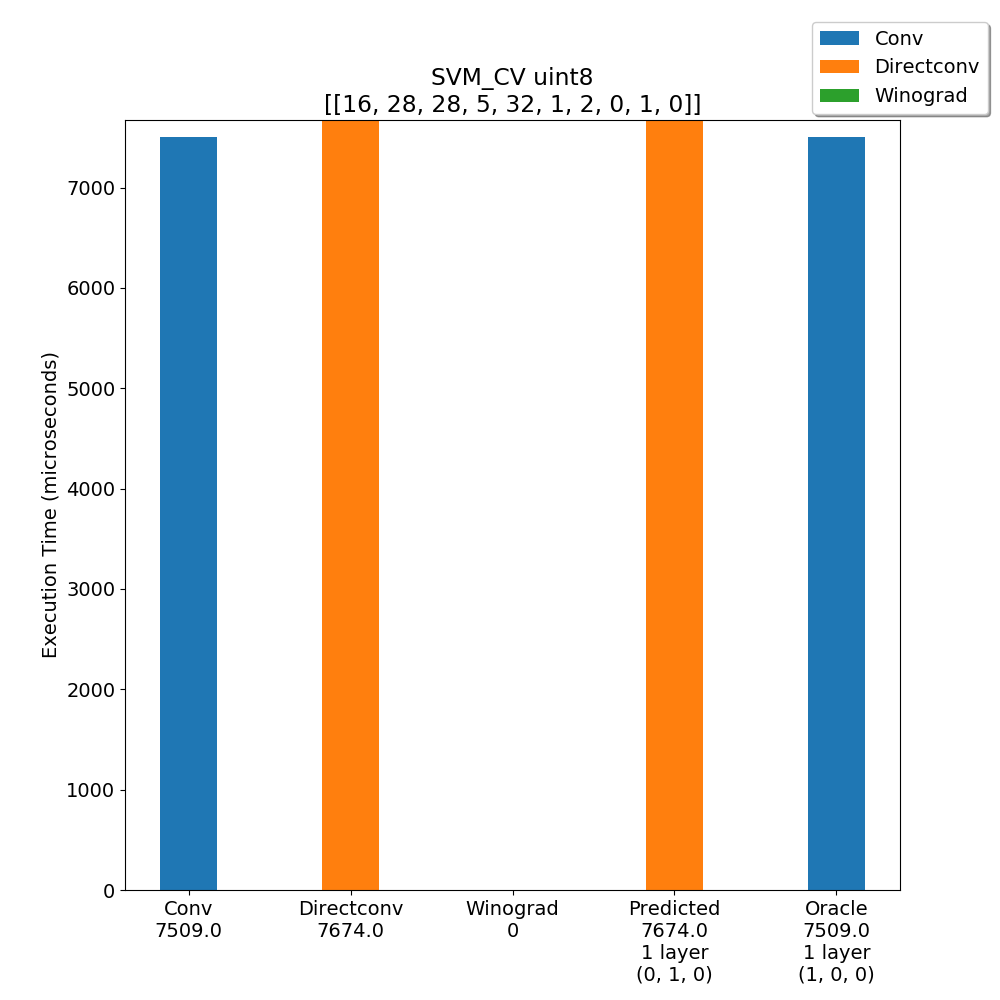 Conv
Directconv
Winograd
SVM_CV uint8
[[16, 28, 28, 5, 32, 1, 2, 0, 1, 0]]
Execution Time (microseconds)
7000
6000
5000
4000
3000
2000
1000
0
Conv
7509.0
Directconv
7674.0
Winograd
0
Predicted
7674.0
1 layer
(0, 1, 0)
Oracle
7509.0
1 layer
(1, 0, 0)